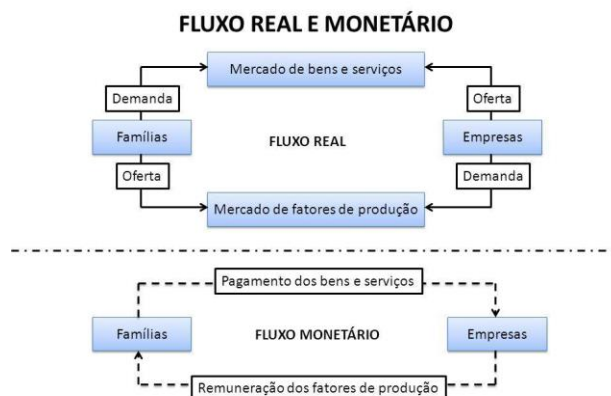 FLUXO REAL E MONETÁRIO
Mercado de bens e serviços
Demanda
Oferta
Famílias
FLUXO REAL
Empresas
Oferta
Demanda
Mercado de fatores de produção
Pagamento dos bens e serviços
Famílias
FLUXO MONETÁRIO
Empresas
Remuneração dos fatores de produção